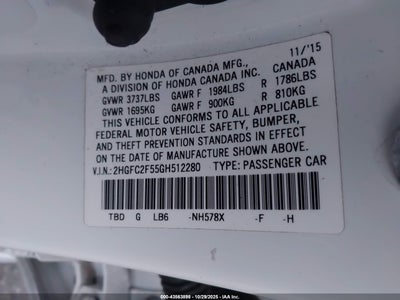 MFD. BY HONDA OF CANADA MFG., 11/'15
A DIVISION OF HONDA CANADA INC. CANADA
GVWR 3737LBS GAWR F 1984LBS R 1786LBS
GVWR 1695KG GAWR F 900KG R 810KG
THIS VEHICLE CONFORMS TO ALL APPLICABLE
FEDERAL MOTOR VEHICLE SAFETY, BUMPER,
AND THEFT PREVENTION STANDARDS IN EFFECT
ON THE DATE OF MANUFACTURE SHOWN ABOVE.
V.I.N.: 2HGFC2F55GH512280 TYPE: PASSENGER CAR
TBD G LB6 -NH578X -F -H
000-43563890 - 10/29/2025 - IAAI.COM